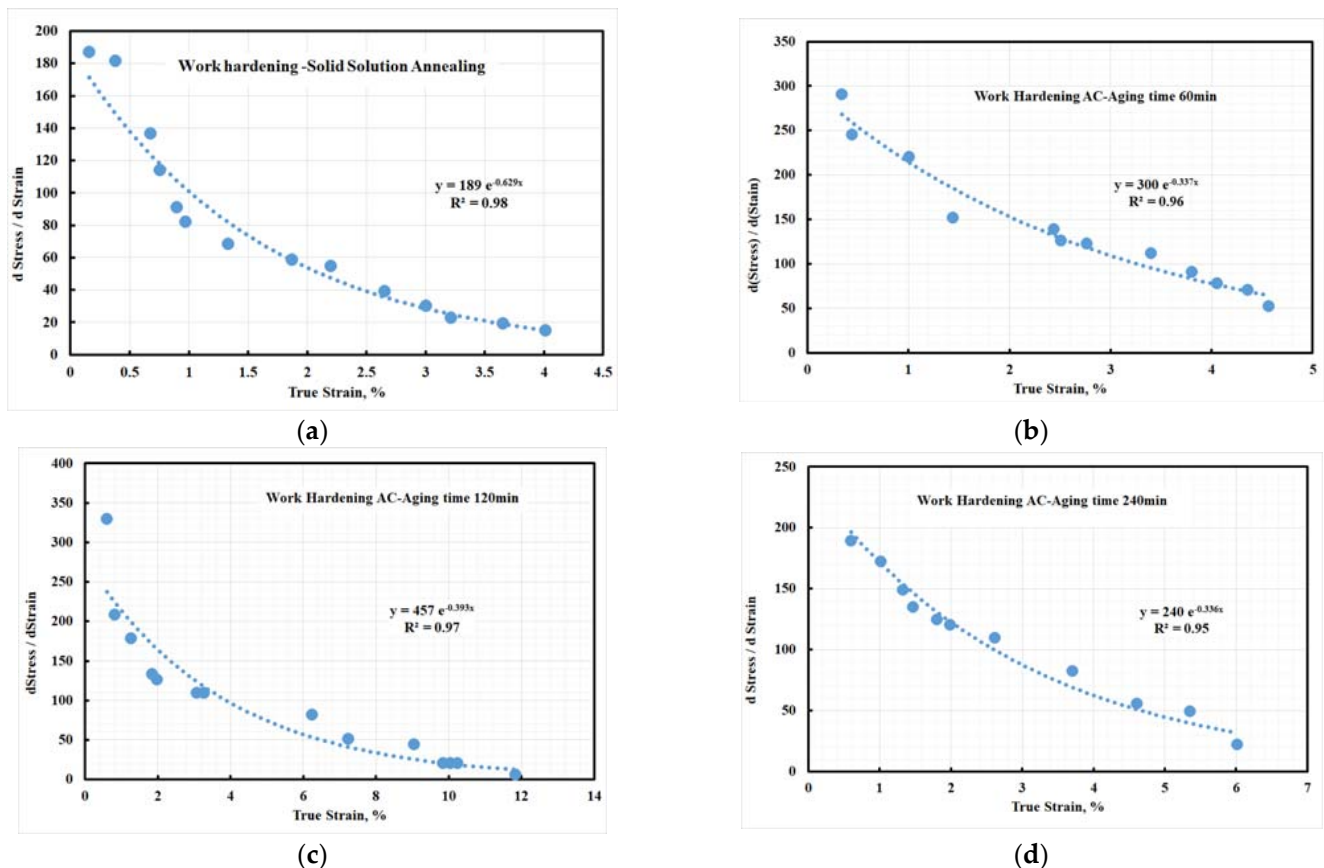 Work hardening -Solid Solution Annealing
d Stress / d Strain
200
180
160
140
120
100
80
60
40
20
0
y = 189 e^-0.629x
R² = 0.98
0 0.5 1 1.5 2 2.5 3 3.5 4 4.5
True Strain, %
(a)
Work Hardening AC-Aging time 60min
d(Stress) / d(Stain)
350
300
250
200
150
100
50
0
y = 300 e^-0.337x
R² = 0.96
0 1 2 3 4 5
True Strain, %
(b)
Work Hardening AC-Aging time 120min
dStress / dStrain
400
350
300
250
200
150
100
50
0
y = 457 e^-0.393x
R² = 0.97
0 2 4 6 8 10 12 14
True Strain, %
(c)
Work Hardening AC-Aging time 240min
d Stress / d Strain
250
200
150
100
50
0
y = 240 e^-0.336x
R² = 0.95
0 1 2 3 4 5 6 7
True Strain, %
(d)